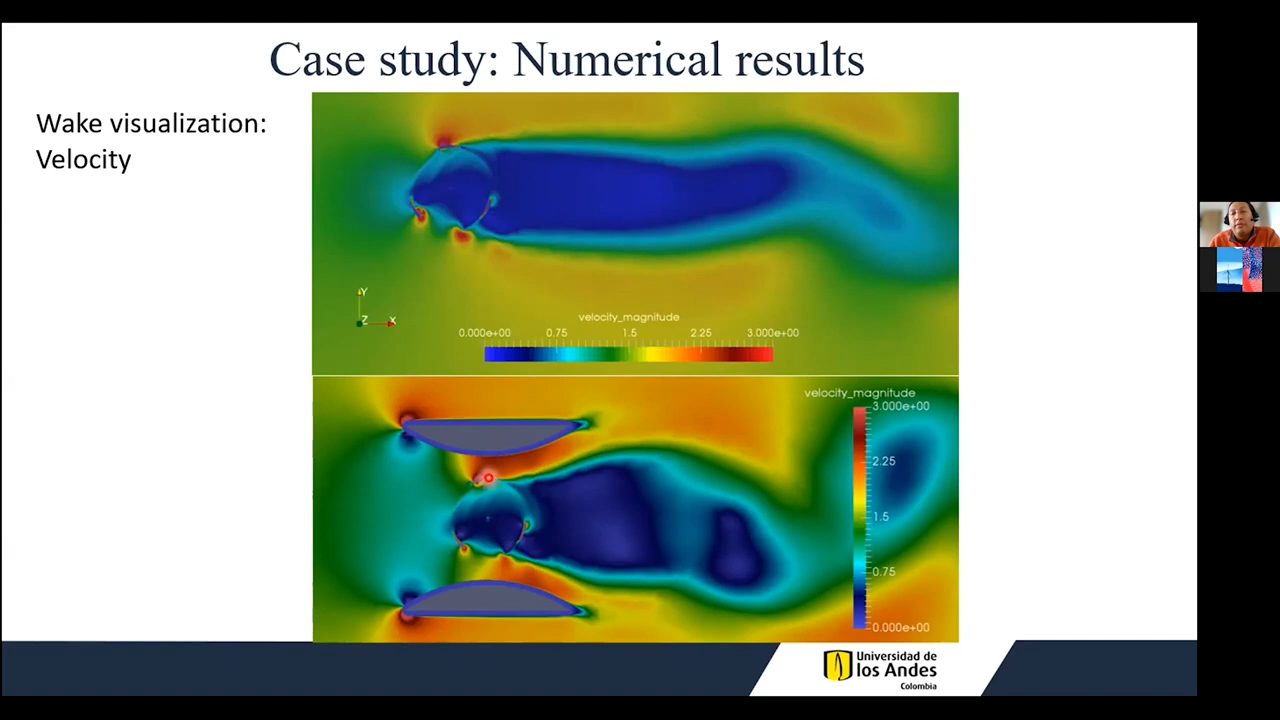 Case study: Numerical results
Wake visualization:
Velocity
Y
Z X
velocity_magnitude
0.000e+00 0.75 1.5 2.25 3.000e+00
velocity_magnitude
3.000e+00
2.25
1.5
0.75
0.000e+00
Universidad de
los Andes
Colombia